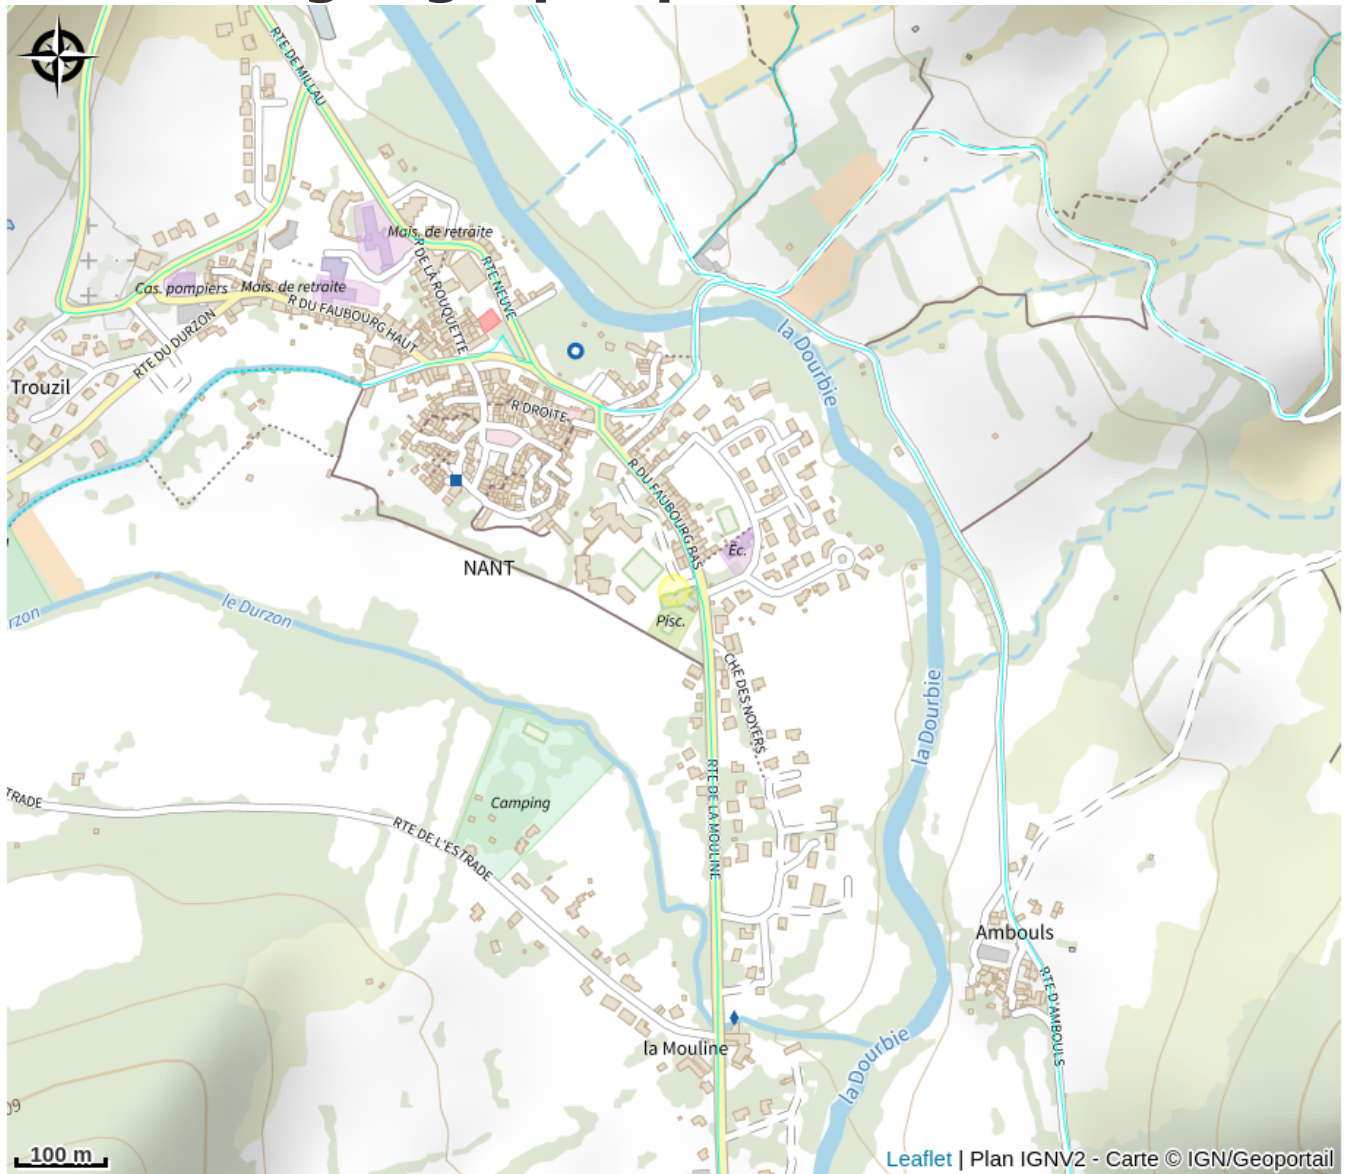 RTE DE MILLAU
Mais. de retraite
R DE LA ROUQUETTE
RTE NEUVE
Cas. pompiers
Mais. de retraite
R DU FAUBOURG HAUT
RTE DU DURZON
Trouzil
la Dourbie
R DROITE
R DU FAUBOURG BAS
Éc.
NANT
le Durzon
rzon
Pisc.
CHE DES NOYERS
la Dourbie
RTE DE LA MOULINE
TRADE
Camping
RTE DE L'ESTRADE
Ambouls
RTE D'AMBOULS
la Mouline
la Dourbie
100 m
Leaflet | Plan IGNV2 - Carte © IGN/Geoportail